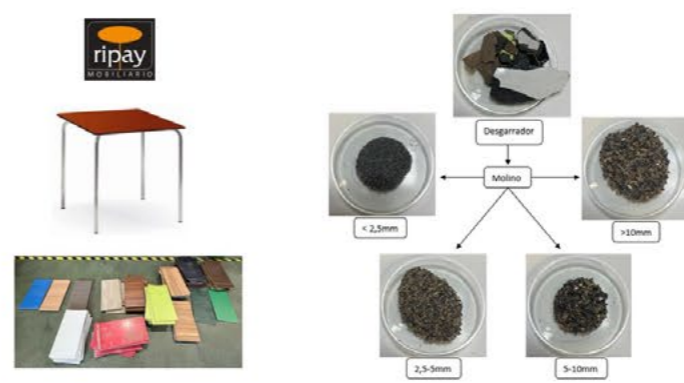 ripay
MOBILIARIO
Desgarrador
Molino
< 2,5mm
>10mm
2,5-5mm
5-10mm